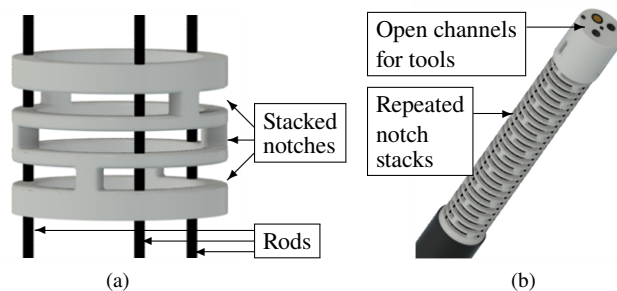 Stacked
notches
Rods
(a)
Open channels
for tools
Repeated
notch
stacks
(b)